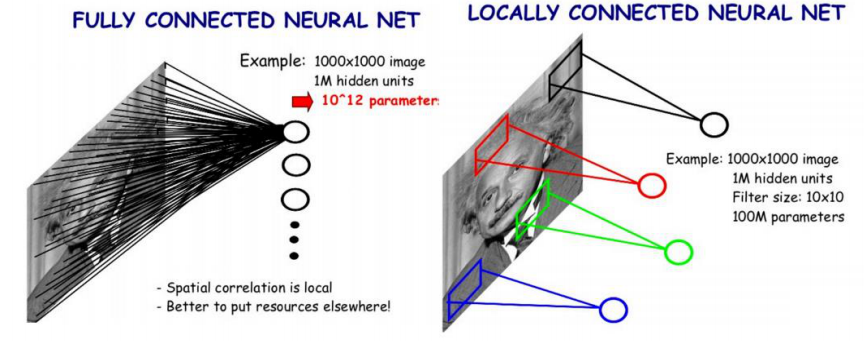 FULLY CONNECTED NEURAL NET
Example: 1000x1000 image
1M hidden units
10^12 parameters
- Spatial correlation is local
- Better to put resources elsewhere!
LOCALLY CONNECTED NEURAL NET
Example: 1000x1000 image
1M hidden units
Filter size: 10x10
100M parameters